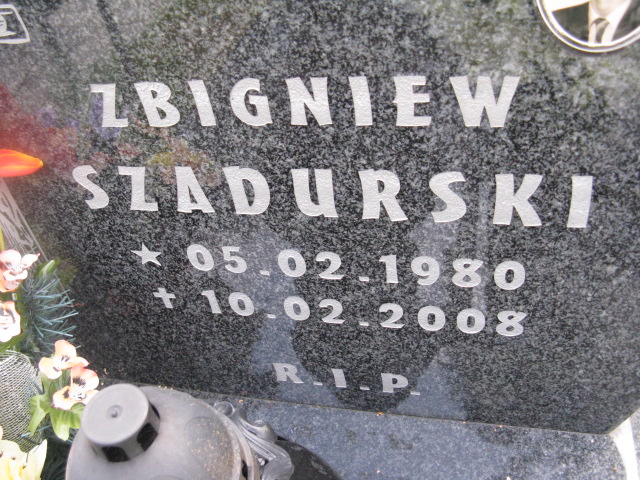 ZBIGNIEW
SZADURSKI
★ 05.02.1980
✝ 10.02.2008
R.I.P.